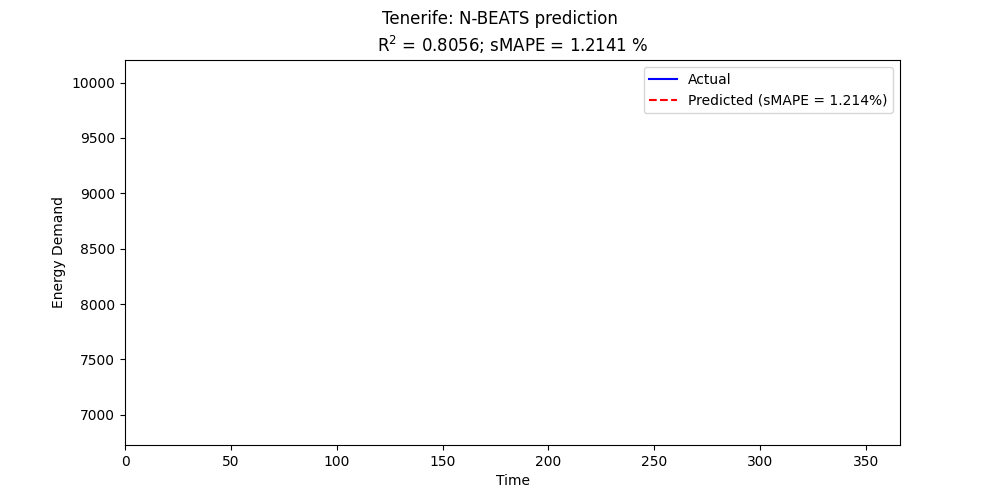 Tenerife: N-BEATS prediction
R² = 0.8056; sMAPE = 1.2141 %
Actual
Predicted (sMAPE = 1.214%)
10000
9500
9000
8500
8000
7500
7000
Energy Demand
0 50 100 150 200 250 300 350
Time